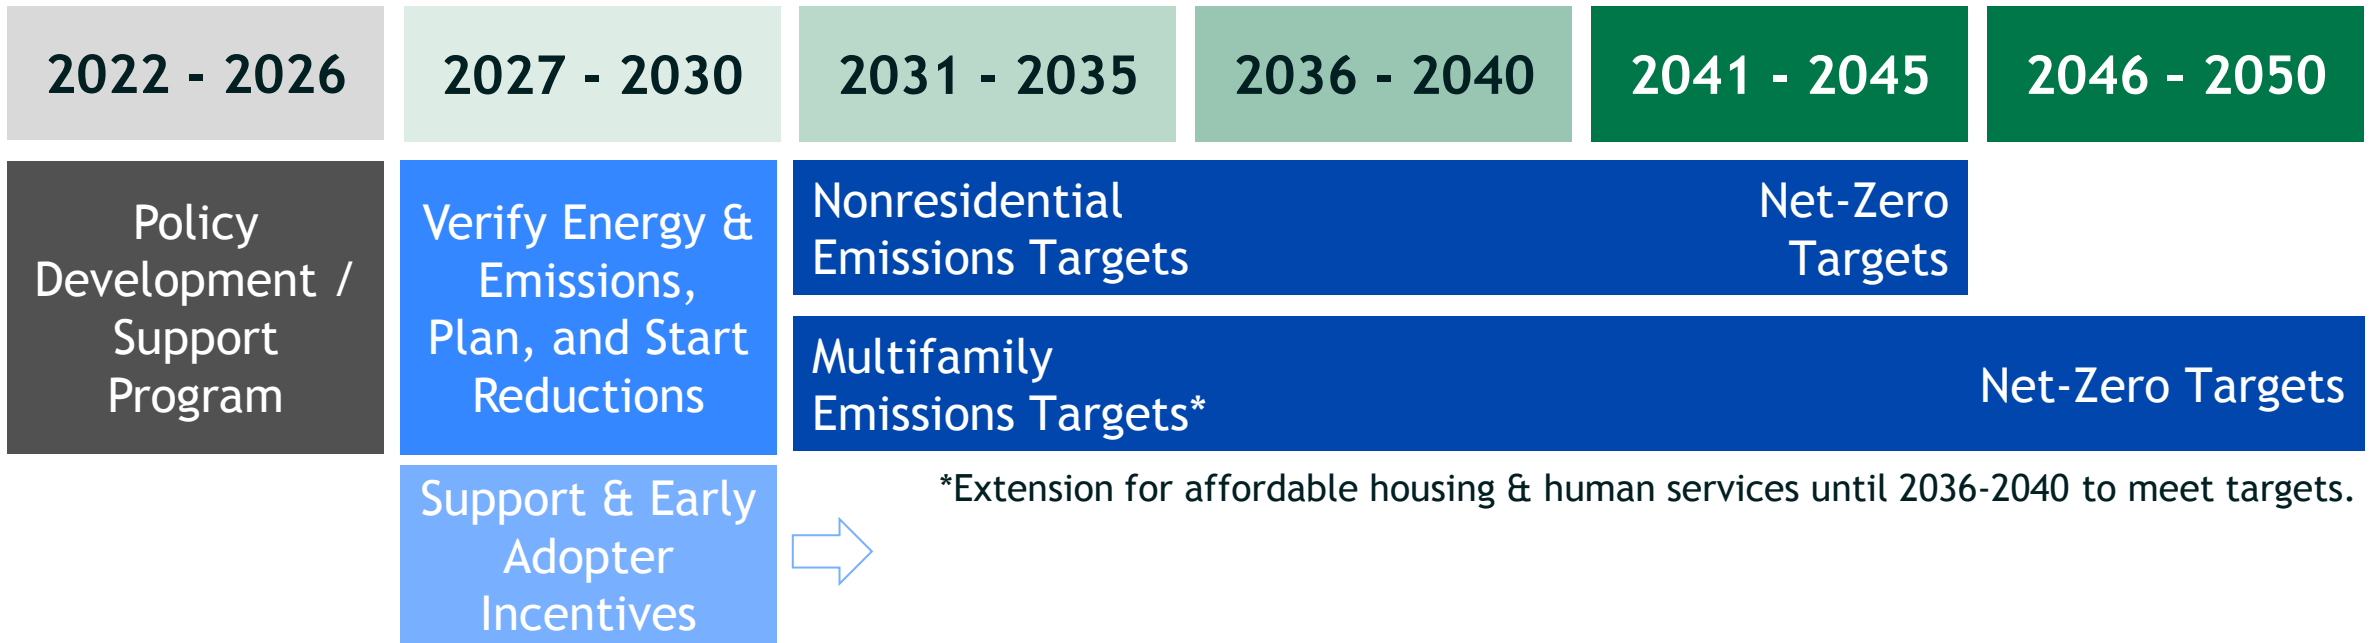 2022 - 2026
2027 - 2030
2031 - 2035
2036 - 2040
2041 - 2045
2046 - 2050
Policy
Development /
Support
Program
Verify Energy &
Emissions,
Plan, and Start
Reductions
Nonresidential
Emissions Targets
Net-Zero
Targets
Multifamily
Emissions Targets*
Net-Zero Targets
Support & Early
Adopter
Incentives
*Extension for affordable housing & human services until 2036-2040 to meet targets.